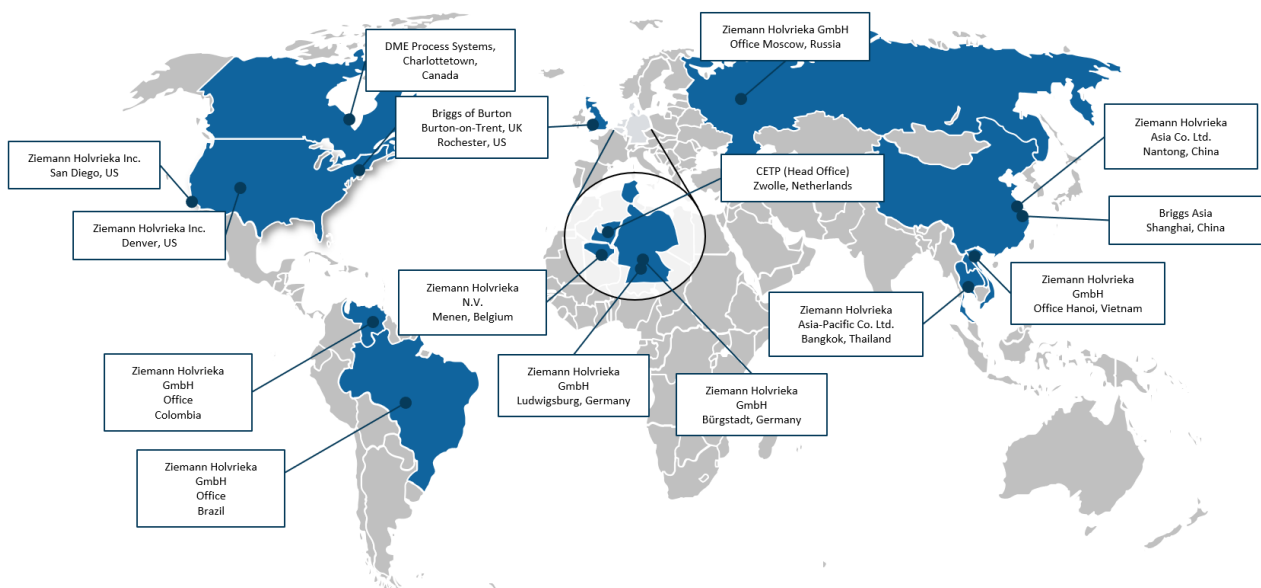 DME Process Systems,
Charlottetown,
Canada
Ziemann Holvrieka GmbH
Office Moscow, Russia
Briggs of Burton
Burton-on-Trent, UK
Rochester, US
Ziemann Holvrieka
Asia Co. Ltd.
Nantong, China
Ziemann Holvrieka Inc.
San Diego, US
CETP (Head Office)
Zwolle, Netherlands
Briggs Asia
Shanghai, China
Ziemann Holvrieka Inc.
Denver, US
Ziemann Holvrieka
N.V.
Menen, Belgium
Ziemann Holvrieka
GmbH
Office Hanoi, Vietnam
Ziemann Holvrieka
Asia-Pacific Co. Ltd.
Bangkok, Thailand
Ziemann Holvrieka
GmbH
Office
Colombia
Ziemann Holvrieka
GmbH
Ludwigsburg, Germany
Ziemann Holvrieka
GmbH
Bürgstadt, Germany
Ziemann Holvrieka
GmbH
Office
Brazil